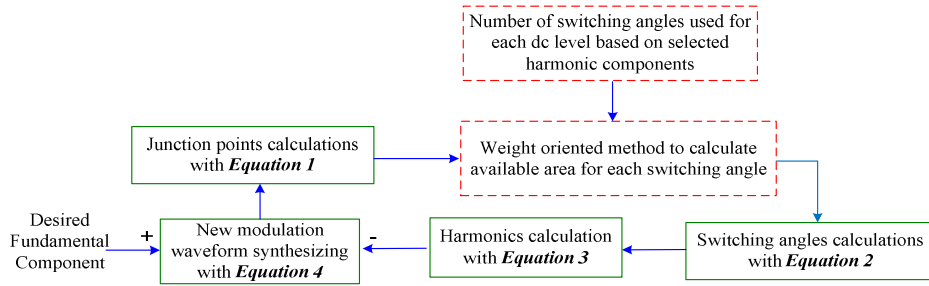 Number of switching angles used for
each dc level based on selected
harmonic components
Junction points calculations
with Equation 1
Weight oriented method to calculate
available area for each switching angle
Desired
Fundamental
Component
+
New modulation
waveform synthesizing
with Equation 4
-
Harmonics calculation
with Equation 3
Switching angles calculations
with Equation 2